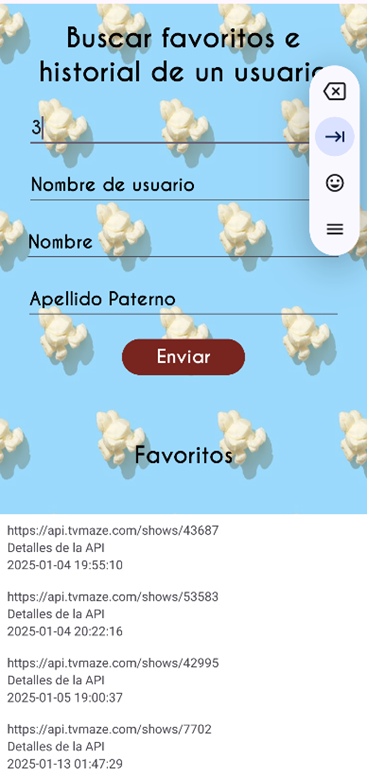 Buscar favoritos e
historial de un usuario
3
Nombre de usuario
Nombre
Apellido Paterno
Enviar
Favoritos
https://api.tvmaze.com/shows/43687
Detalles de la API
2025-01-04 19:55:10
https://api.tvmaze.com/shows/53583
Detalles de la API
2025-01-04 20:22:16
https://api.tvmaze.com/shows/42995
Detalles de la API
2025-01-05 19:00:37
https://api.tvmaze.com/shows/7702
Detalles de la API
2025-01-13 01:47:29